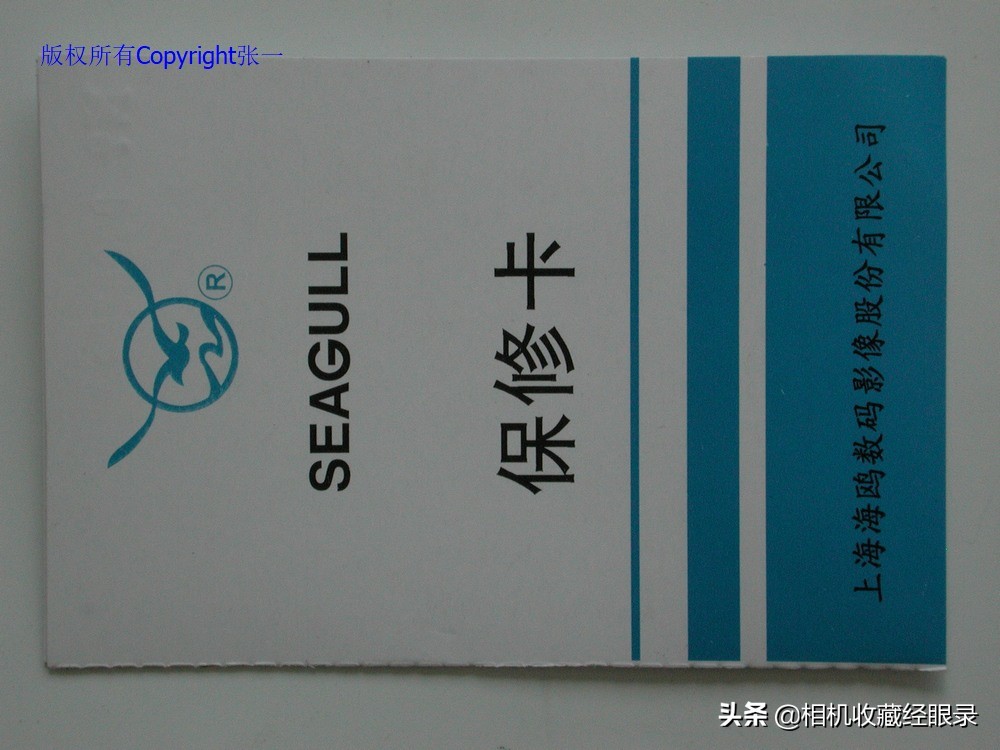 版权所有Copyright张一
®
SEAGULL
保修卡
上海海鸥数码影像股份有限公司
头条 @相机收藏经眼录